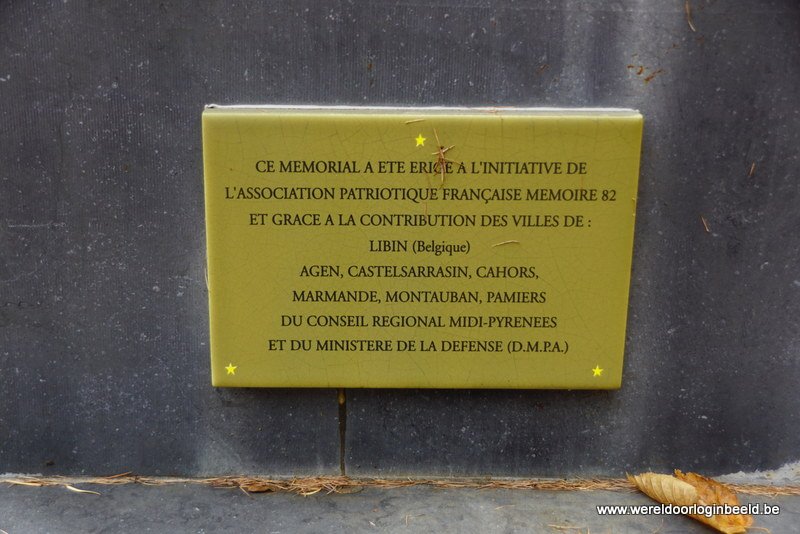 CE MEMORIAL A ETE ERIGE A L'INITIATIVE DE
L'ASSOCIATION PATRIOTIQUE FRANÇAISE MEMOIRE 82
ET GRACE A LA CONTRIBUTION DES VILLES DE :
LIBIN (Belgique)
AGEN, CASTELSARRASIN, CAHORS,
MARMANDE, MONTAUBAN, PAMIERS
DU CONSEIL REGIONAL MIDI-PYRENEES
ET DU MINISTERE DE LA DEFENSE (D.M.P.A.)
www.wereldoorloginbeeld.be